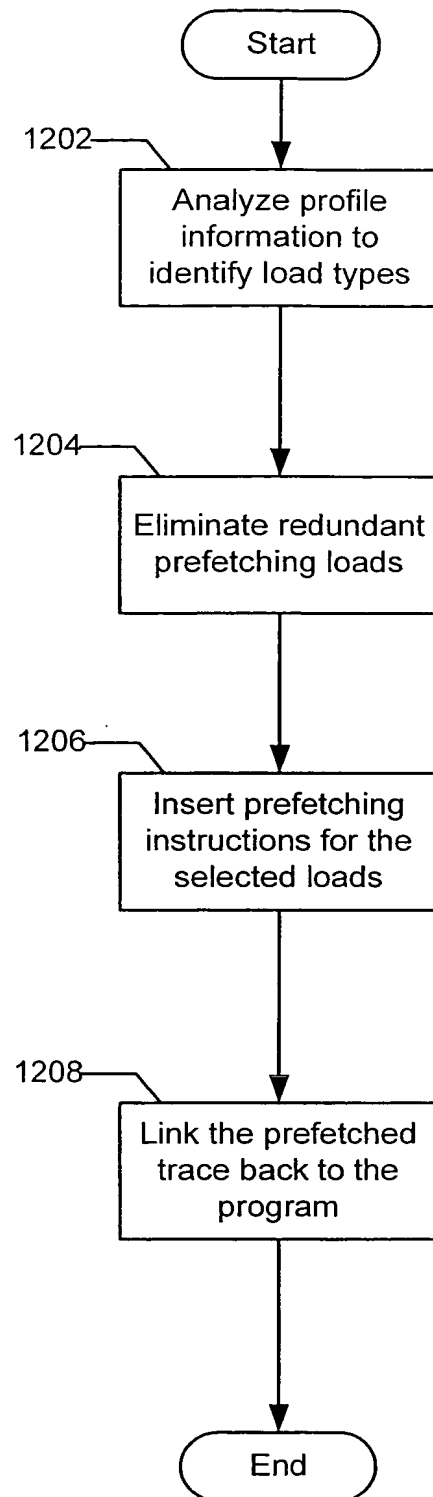 Start
1202
Analyze profile
information to
identify load types
1204
Eliminate redundant
prefetching loads
1206
Insert prefetching
instructions for the
selected loads
1208
Link the prefetched
trace back to the
program
End